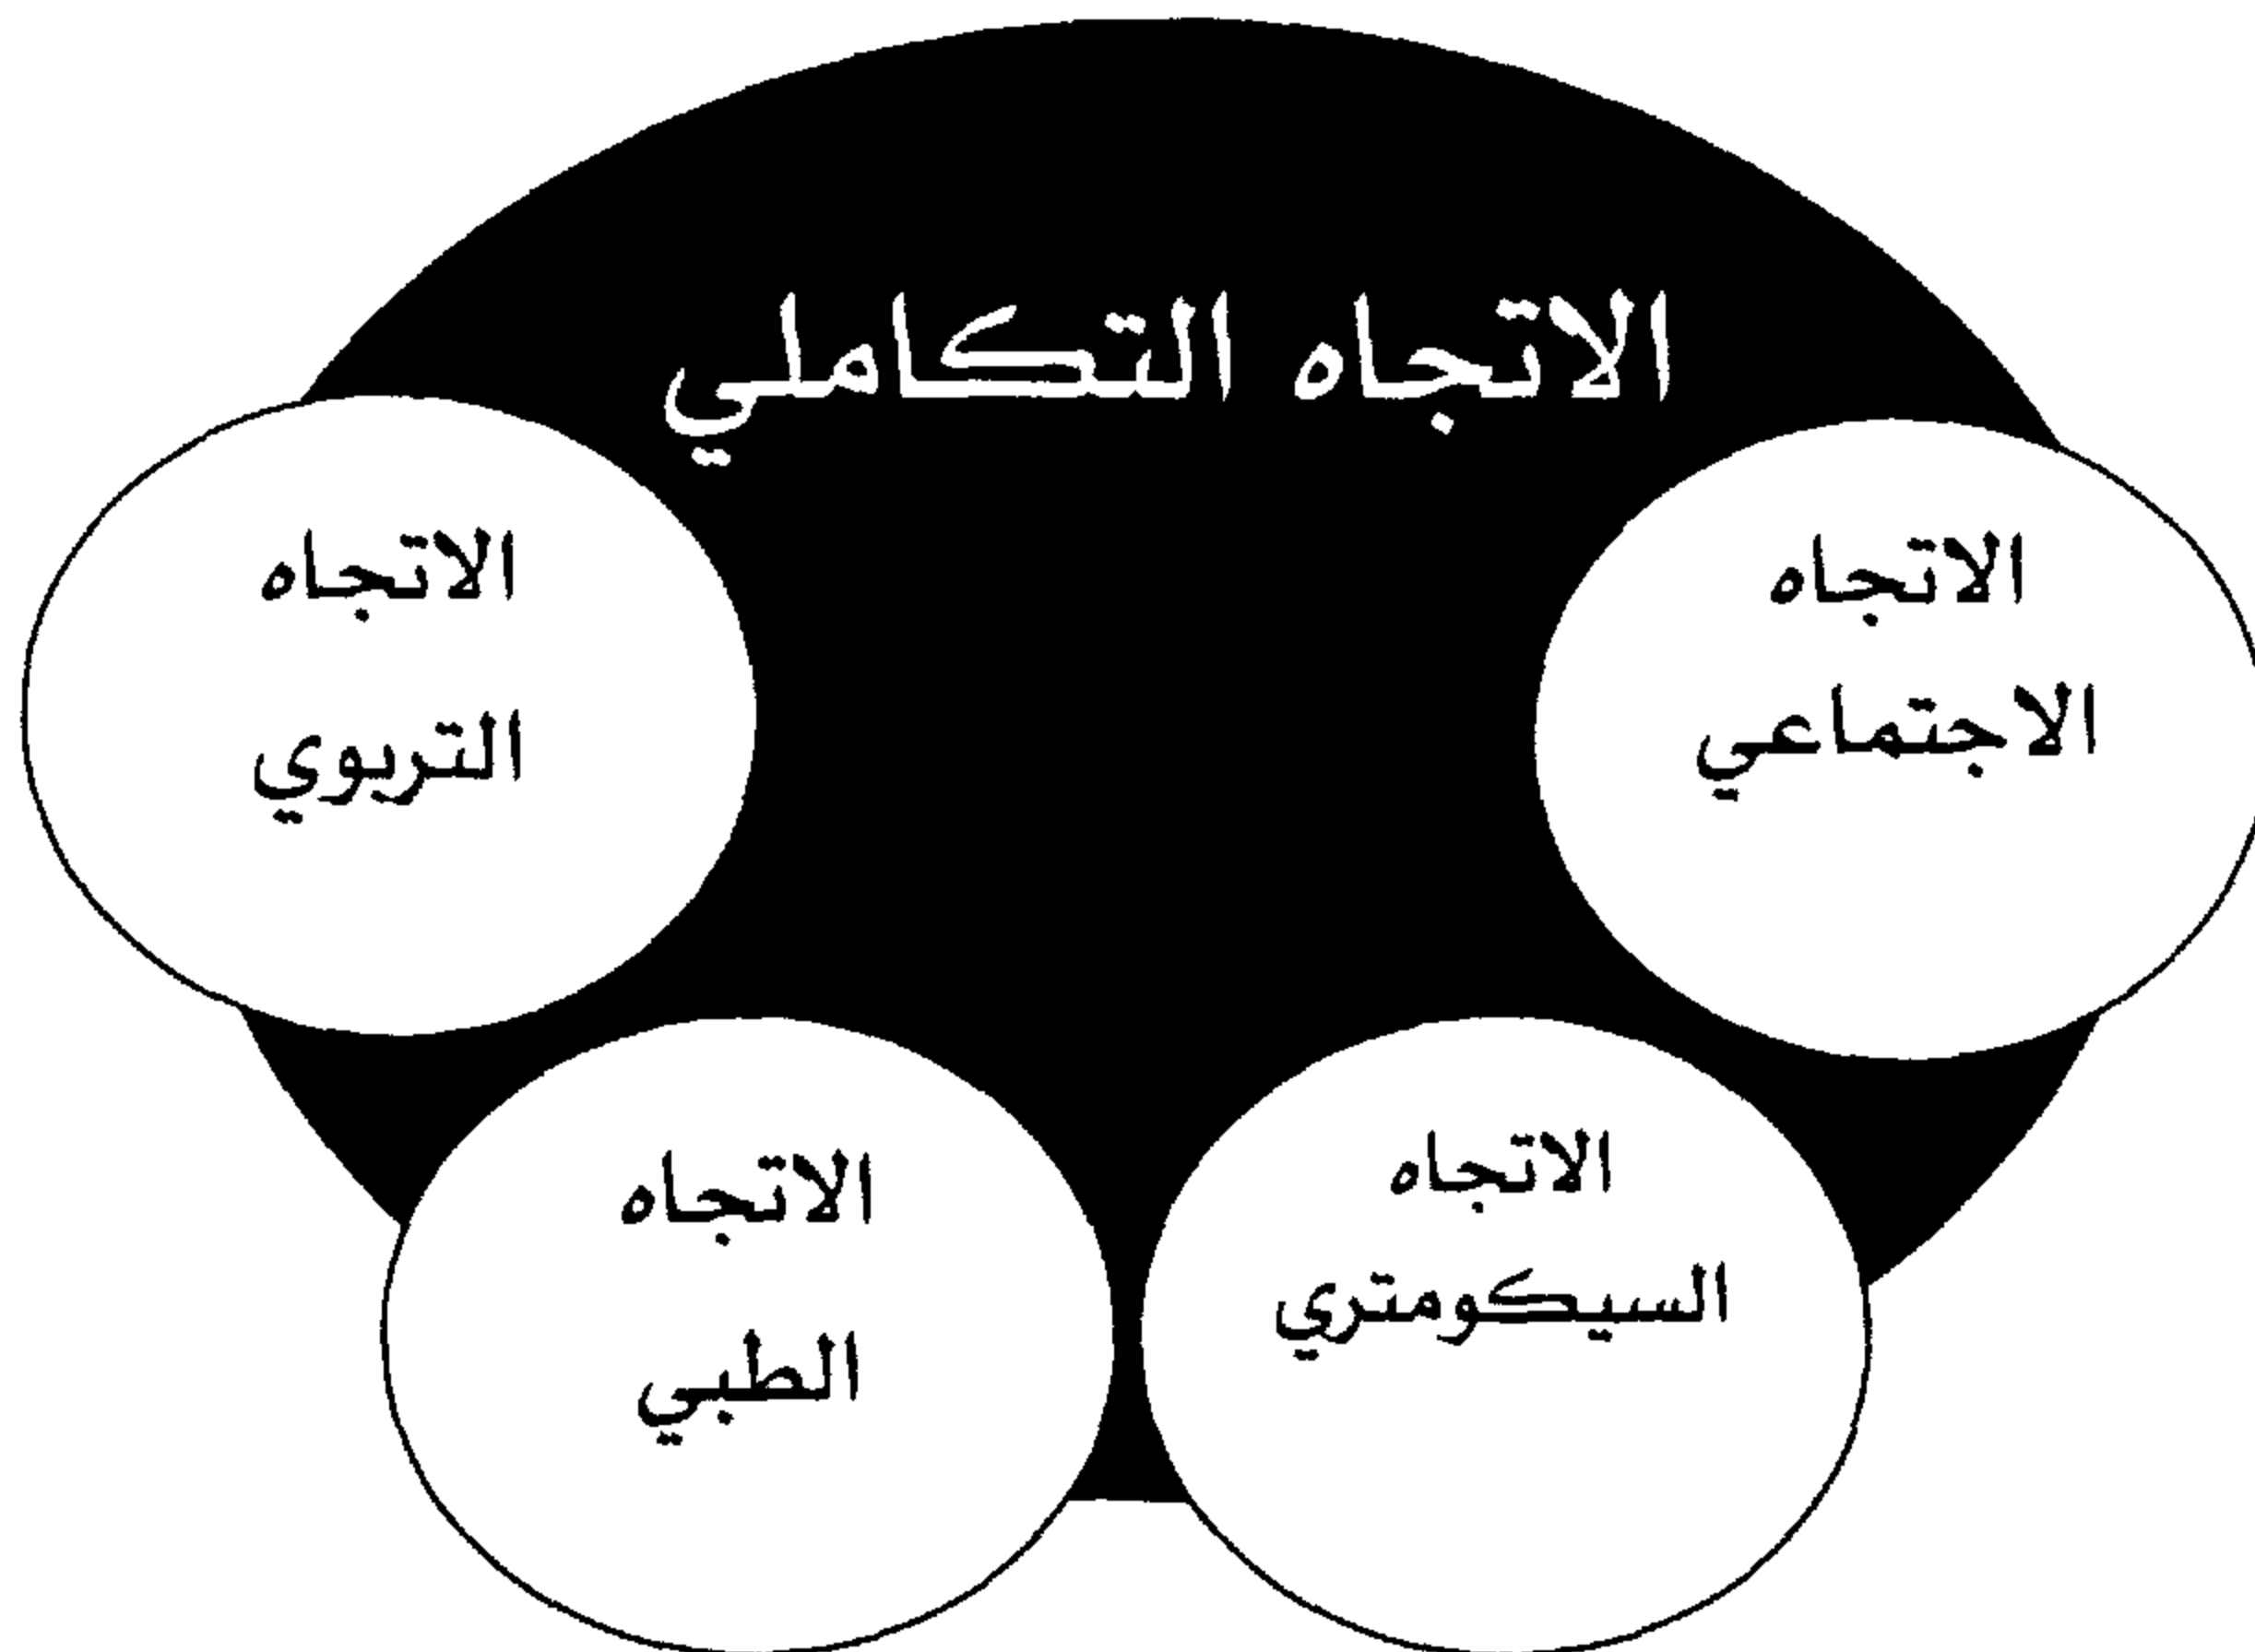 الاتجاه التكاملي
الاتجاه
الاجتماعي
الاتجاه
التربوي
الاتجاه
السيكومتري
الاتجاه
الطبي